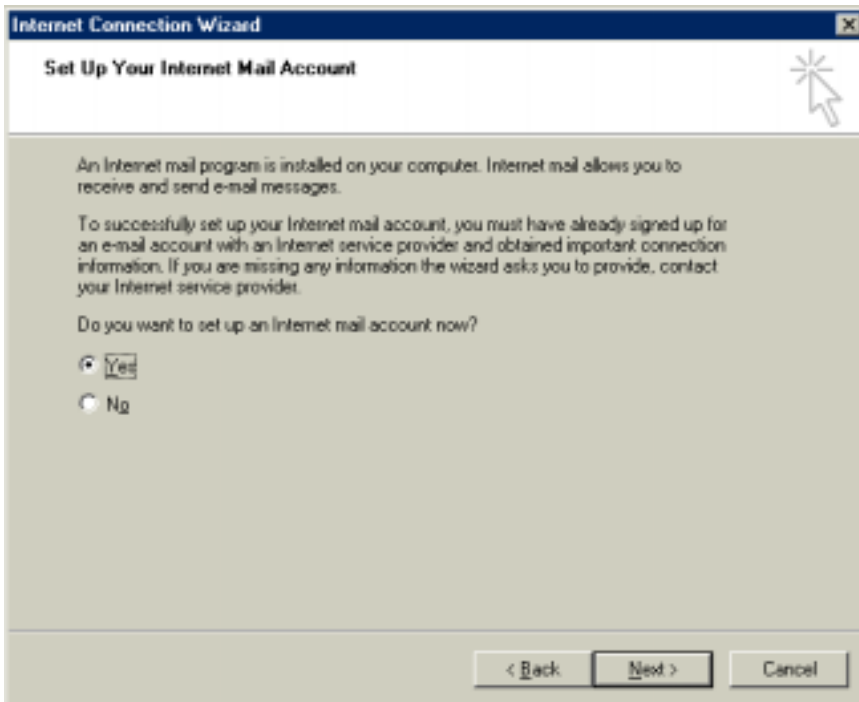 Internet Connection Wizard
Set Up Your Internet Mail Account
An Internet mail program is installed on your computer. Internet mail allows you to
receive and send e-mail messages.
To successfully set up your Internet mail account, you must have already signed up for
an e-mail account with an Internet service provider and obtained important connection
information. If you are missing any information the wizard asks you to provide, contact
your Internet service provider.
Do you want to set up an Internet mail account now?
Yes
No
< Back Next > Cancel